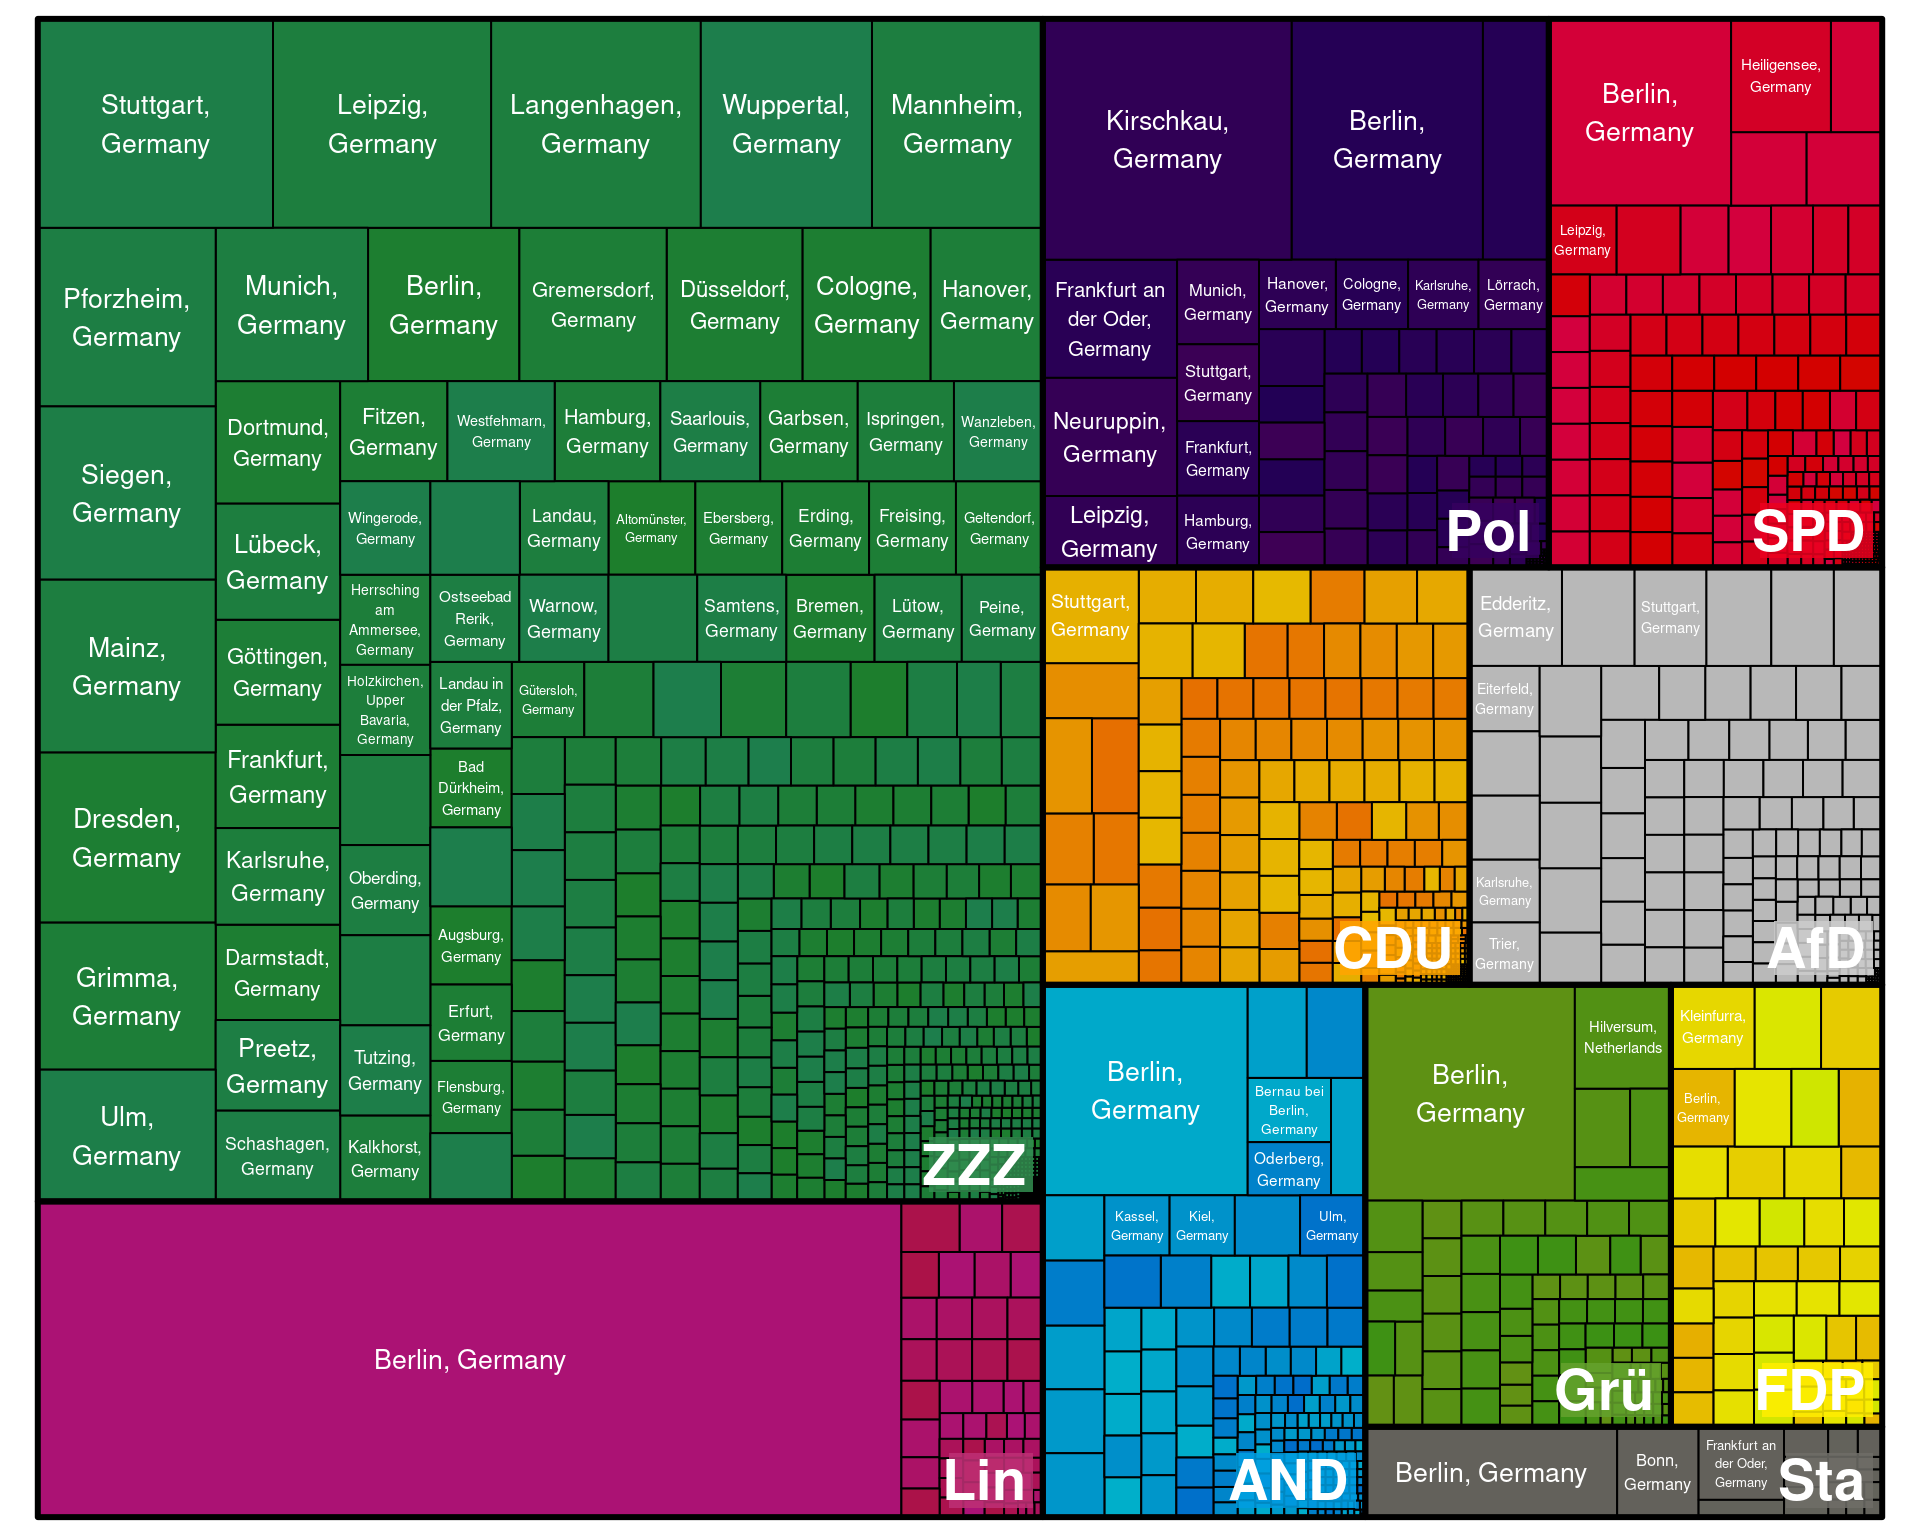 Stuttgart,
Germany
Leipzig,
Germany
Langenhagen,
Germany
Wuppertal,
Germany
Mannheim,
Germany
Pforzheim,
Germany
Munich,
Germany
Berlin,
Germany
Gremersdorf,
Germany
Düsseldorf,
Germany
Cologne,
Germany
Hanover,
Germany
Siegen,
Germany
Dortmund,
Germany
Fitzen,
Germany
Westfehmarn,
Germany
Hamburg,
Germany
Saarlouis,
Germany
Garbsen,
Germany
Ispringen,
Germany
Wanzleben,
Germany
Lübeck,
Germany
Wingerode,
Germany
Landau,
Germany
Altomünster,
Germany
Ebersberg,
Germany
Erding,
Germany
Freising,
Germany
Geltendorf,
Germany
Mainz,
Germany
Göttingen,
Germany
Herrsching
am
Ammersee,
Germany
Ostseebad
Rerik,
Germany
Warnow,
Germany
Samtens,
Germany
Bremen,
Germany
Lütow,
Germany
Peine,
Germany
Holzkirchen,
Upper
Bavaria,
Germany
Landau in
der Pfalz,
Germany
Gütersloh,
Germany
Dresden,
Germany
Frankfurt,
Germany
Bad
Dürkheim,
Germany
Karlsruhe,
Germany
Oberding,
Germany
Grimma,
Germany
Darmstadt,
Germany
Augsburg,
Germany
Preetz,
Germany
Tutzing,
Germany
Erfurt,
Germany
Ulm,
Germany
Schashagen,
Germany
Kalkhorst,
Germany
Flensburg,
Germany
ZZZ
Berlin, Germany
Lin
Kirschkau,
Germany
Berlin,
Germany
Frankfurt an
der Oder,
Germany
Munich,
Germany
Hanover,
Germany
Cologne,
Germany
Karlsruhe,
Germany
Lörrach,
Germany
Stuttgart,
Germany
Neuruppin,
Germany
Frankfurt,
Germany
Leipzig,
Germany
Hamburg,
Germany
Pol
Berlin,
Germany
Heiligensee,
Germany
Leipzig,
Germany
SPD
Stuttgart,
Germany
CDU
Edderitz,
Germany
Stuttgart,
Germany
Eiterfeld,
Germany
Karlsruhe,
Germany
Trier,
Germany
AfD
Berlin,
Germany
Bernau bei
Berlin,
Germany
Oderberg,
Germany
Kassel,
Germany
Kiel,
Germany
Ulm,
Germany
AND
Berlin,
Germany
Hilversum,
Netherlands
Grü
Kleinfurra,
Germany
Berlin,
Germany
FDP
Berlin, Germany
Bonn,
Germany
Frankfurt an
der Oder,
Germany
Sta